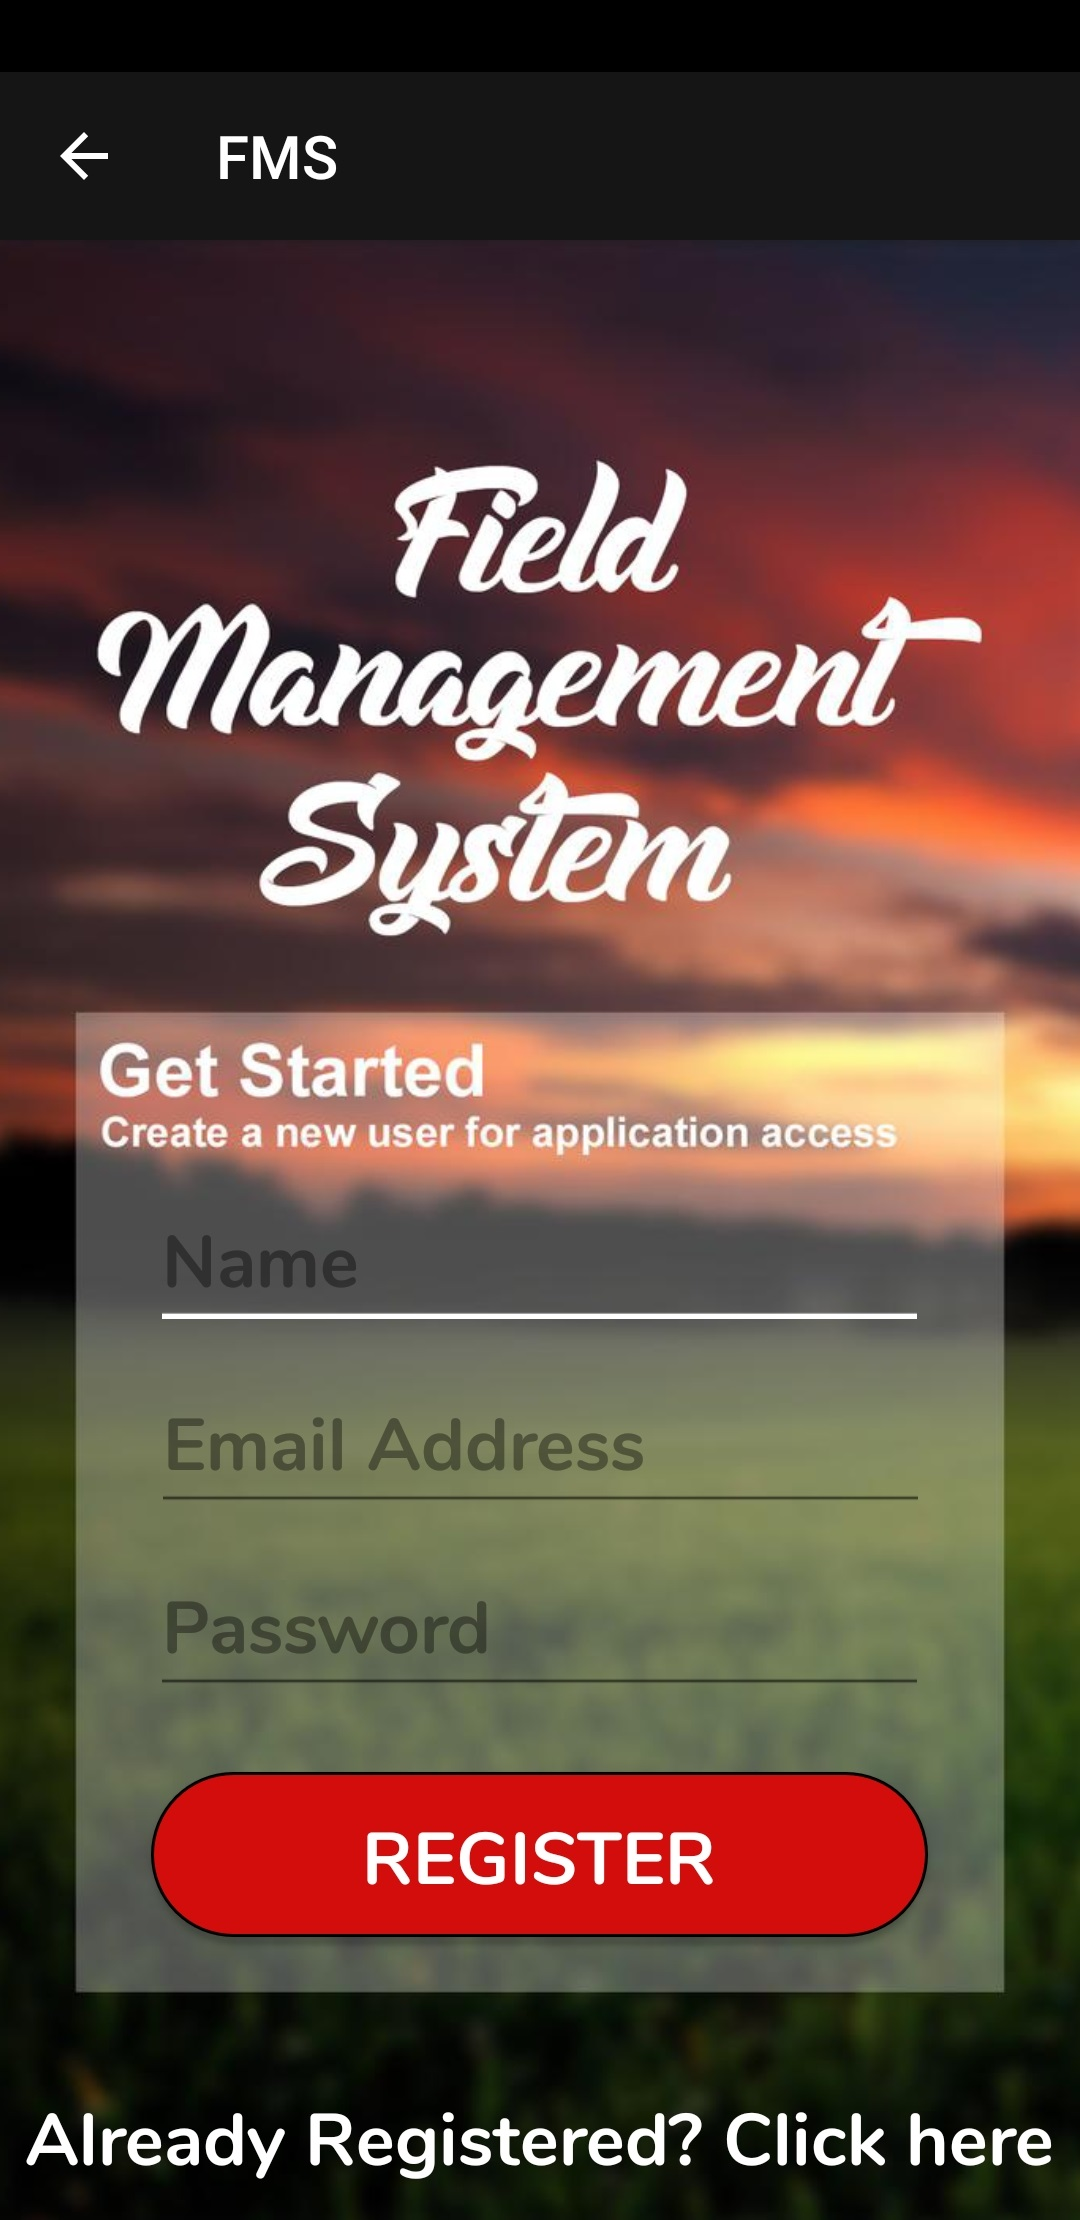 FMS
Field
Management
System
Get Started
Create a new user for application access
Name
Email Address
Password
REGISTER
Already Registered? Click here